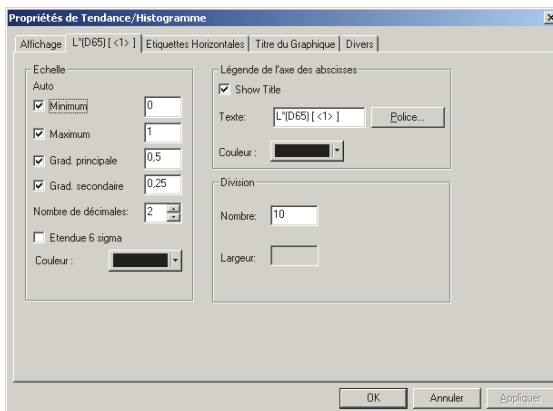 Propriétés de Tendance/Histogramme
Affichage L"(D65) [ <1> ] Etiquettes Horizontales Titre du Graphique Divers
Echelle
Auto
Minimum 0
Maximum 1
Grad. principale 0,5
Grad. secondaire 0,25
Nombre de décimales: 2
Etendue 6 sigma
Couleur :
Légende de l'axe des abscisses
Show Title
Texte: L"(D65) [ <1> ] Police...
Couleur :
Division
Nombre: 10
Largeur:
OK Annuler Appliquer